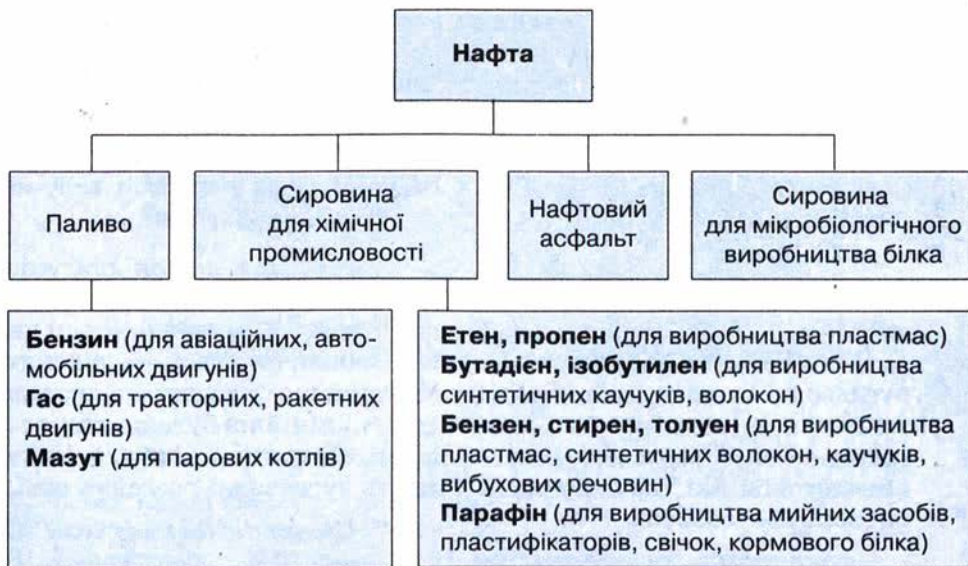 Нафта
Паливо
Сировина
для хімічної
промисловості
Нафтовий
асфальт
Сировина
для мікробіологічного
виробництва білка
Бензин (для авіаційних, авто-
мобільних двигунів)
Гас (для тракторних, ракетних
двигунів)
Мазут (для парових котлів)
Етен, пропен (для виробництва пластмас)
Бутадієн, ізобутилен (для виробництва
синтетичних каучуків, волокон)
Бензен, стирен, толуен (для виробництва
пластмас, синтетичних волокон, каучуків,
вибухових речовин)
Парафін (для виробництва мийних засобів,
пластифікаторів, свічок, кормового білка)